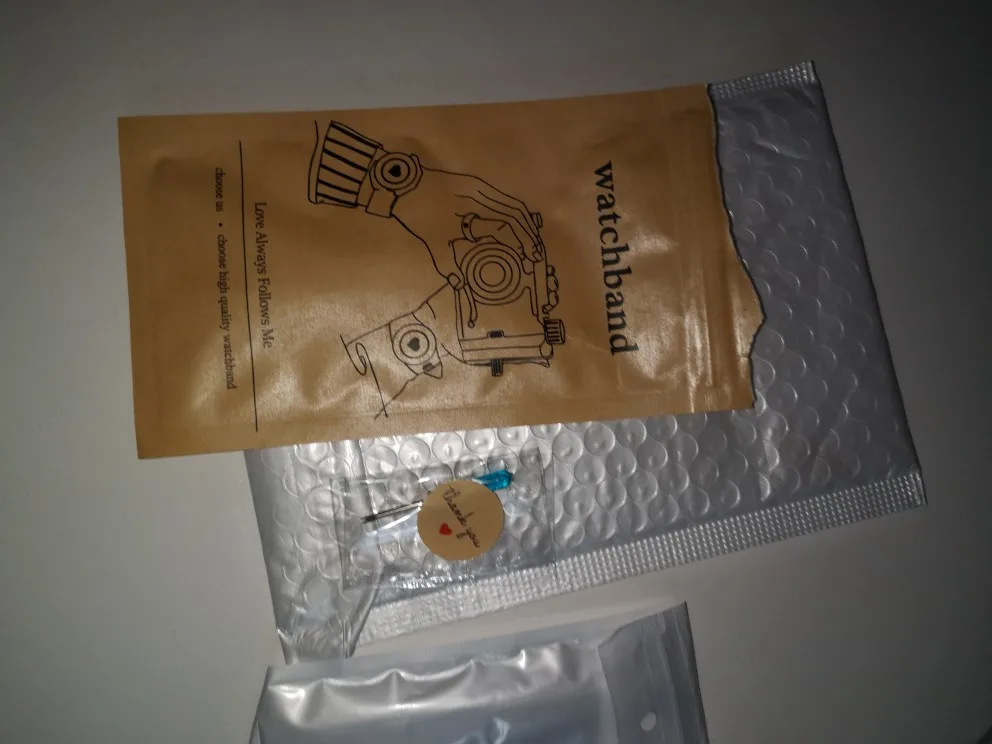 watchband
Love Always Follows Me
choose us • choose high quality watchband
thank you